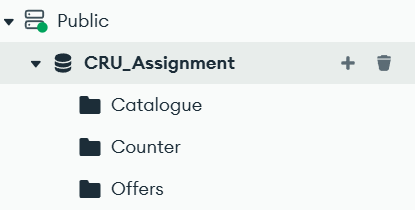 Public
CRU_Assignment
Catalogue
Counter
Offers